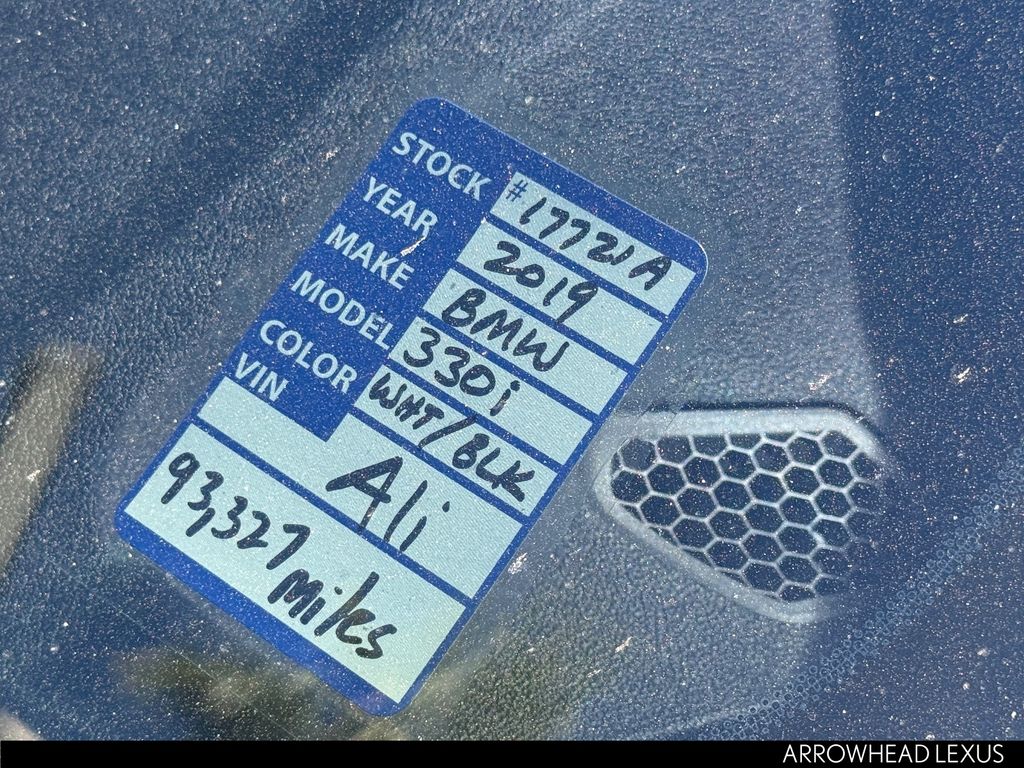 STOCK # 17721A
YEAR 2019
MAKE BMW
MODEL 330i
COLOR WHT/BLK
VIN Ali
93,327
miles
ARROWHEAD LEXUS